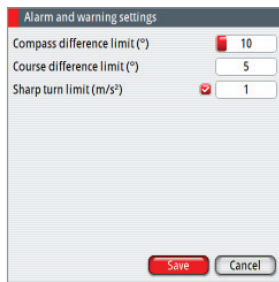 Alarm and warning settings
Compass difference limit (°) 10
Course difference limit (°) 5
Sharp turn limit (m/s²) 1
Save Cancel